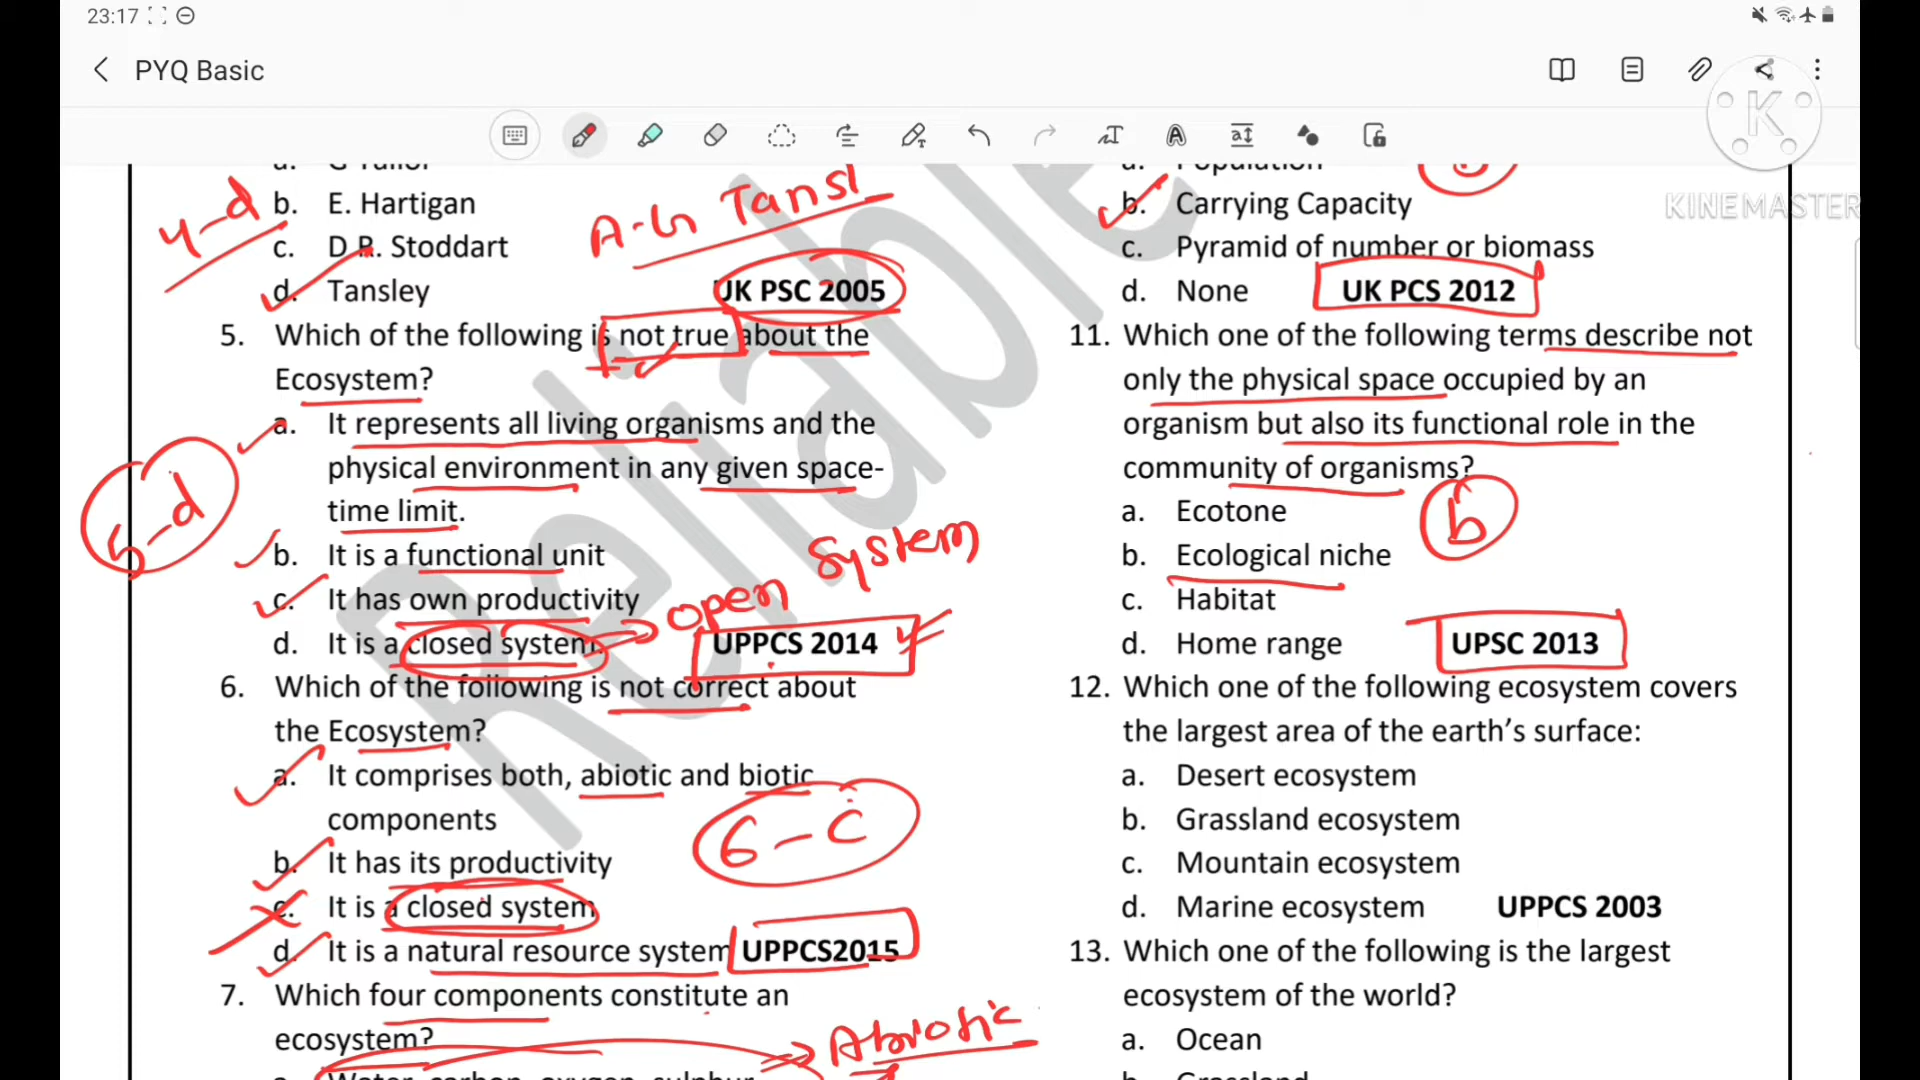 23:17
PYQ Basic
KINEMASTER
Reliable
b. E. Hartigan
c. D.R. Stoddart
d. Tansley UK PSC 2005
4-d
A-G Tansl
5. Which of the following is not true about the
Ecosystem?
a. It represents all living organisms and the
physical environment in any given space-
time limit.
b. It is a functional unit
c. It has own productivity
d. It is a closed system UPPCS 2014
5-d
open system
6. Which of the following is not correct about
the Ecosystem?
a. It comprises both, abiotic and biotic
components
b. It has its productivity
c. It is a closed system
d. It is a natural resource system UPPCS2015
6-c
7. Which four components constitute an
ecosystem?
Abiotic
a. Population
b. Carrying Capacity
c. Pyramid of number or biomass
d. None UK PCS 2012
11. Which one of the following terms describe not
only the physical space occupied by an
organism but also its functional role in the
community of organisms?
a. Ecotone
b. Ecological niche
c. Habitat
d. Home range UPSC 2013
b
12. Which one of the following ecosystem covers
the largest area of the earth's surface:
a. Desert ecosystem
b. Grassland ecosystem
c. Mountain ecosystem
d. Marine ecosystem UPPCS 2003
13. Which one of the following is the largest
ecosystem of the world?
a. Ocean
b. Grassland